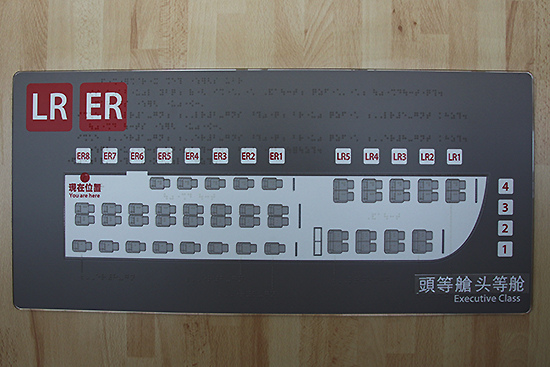 LR ER
ER8 ER7 ER6 ER5 ER4 ER3 ER2 ER1 LR5 LR4 LR3 LR2 LR1
現在位置
You are here
4
3
2
1
頭等艙头等舱
Executive Class